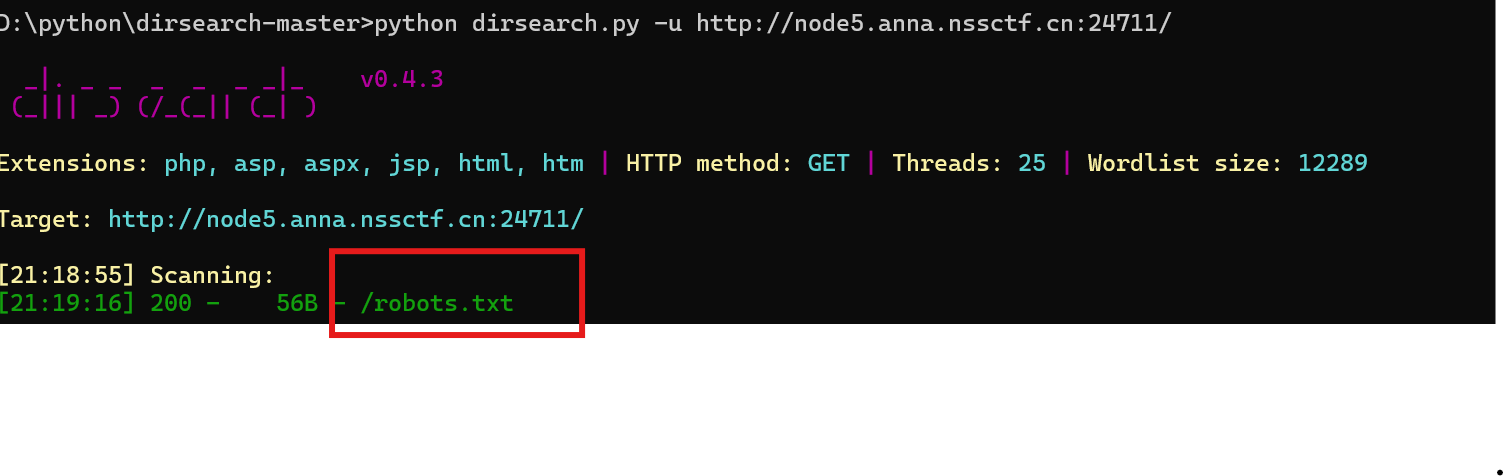 D:\python\dirsearch-master>python dirsearch.py -u http://node5.anna.nssctf.cn:24711/
  _|. _ _  _  _  _ _|_    v0.4.3
 (_||| _) (/_(_|| (_| )
Extensions: php, asp, aspx, jsp, html, htm | HTTP method: GET | Threads: 25 | Wordlist size: 12289
Target: http://node5.anna.nssctf.cn:24711/
[21:18:55] Scanning:
[21:19:16] 200 -    56B - /robots.txt
.